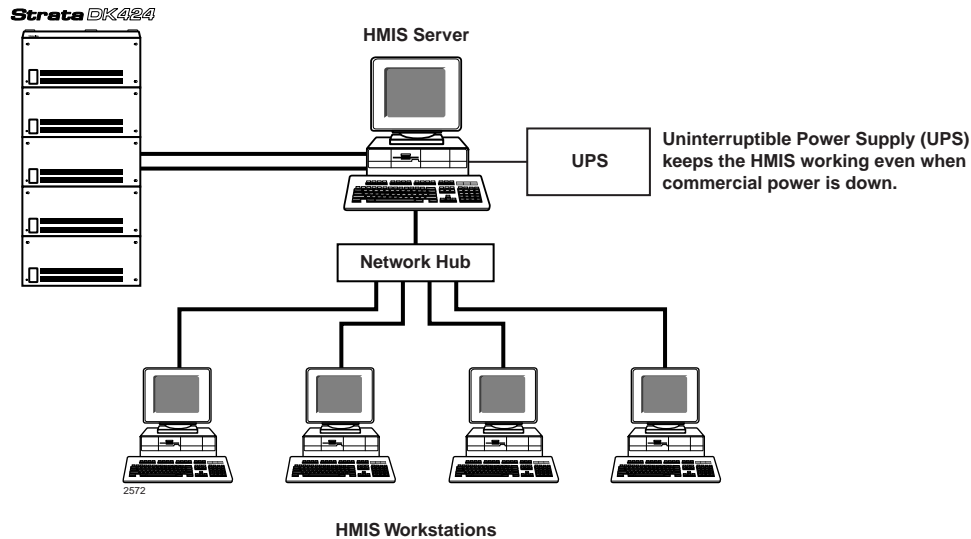 Strata DK424
HMIS Server
UPS
Uninterruptible Power Supply (UPS)
keeps the HMIS working even when
commercial power is down.
Network Hub
2572
HMIS Workstations